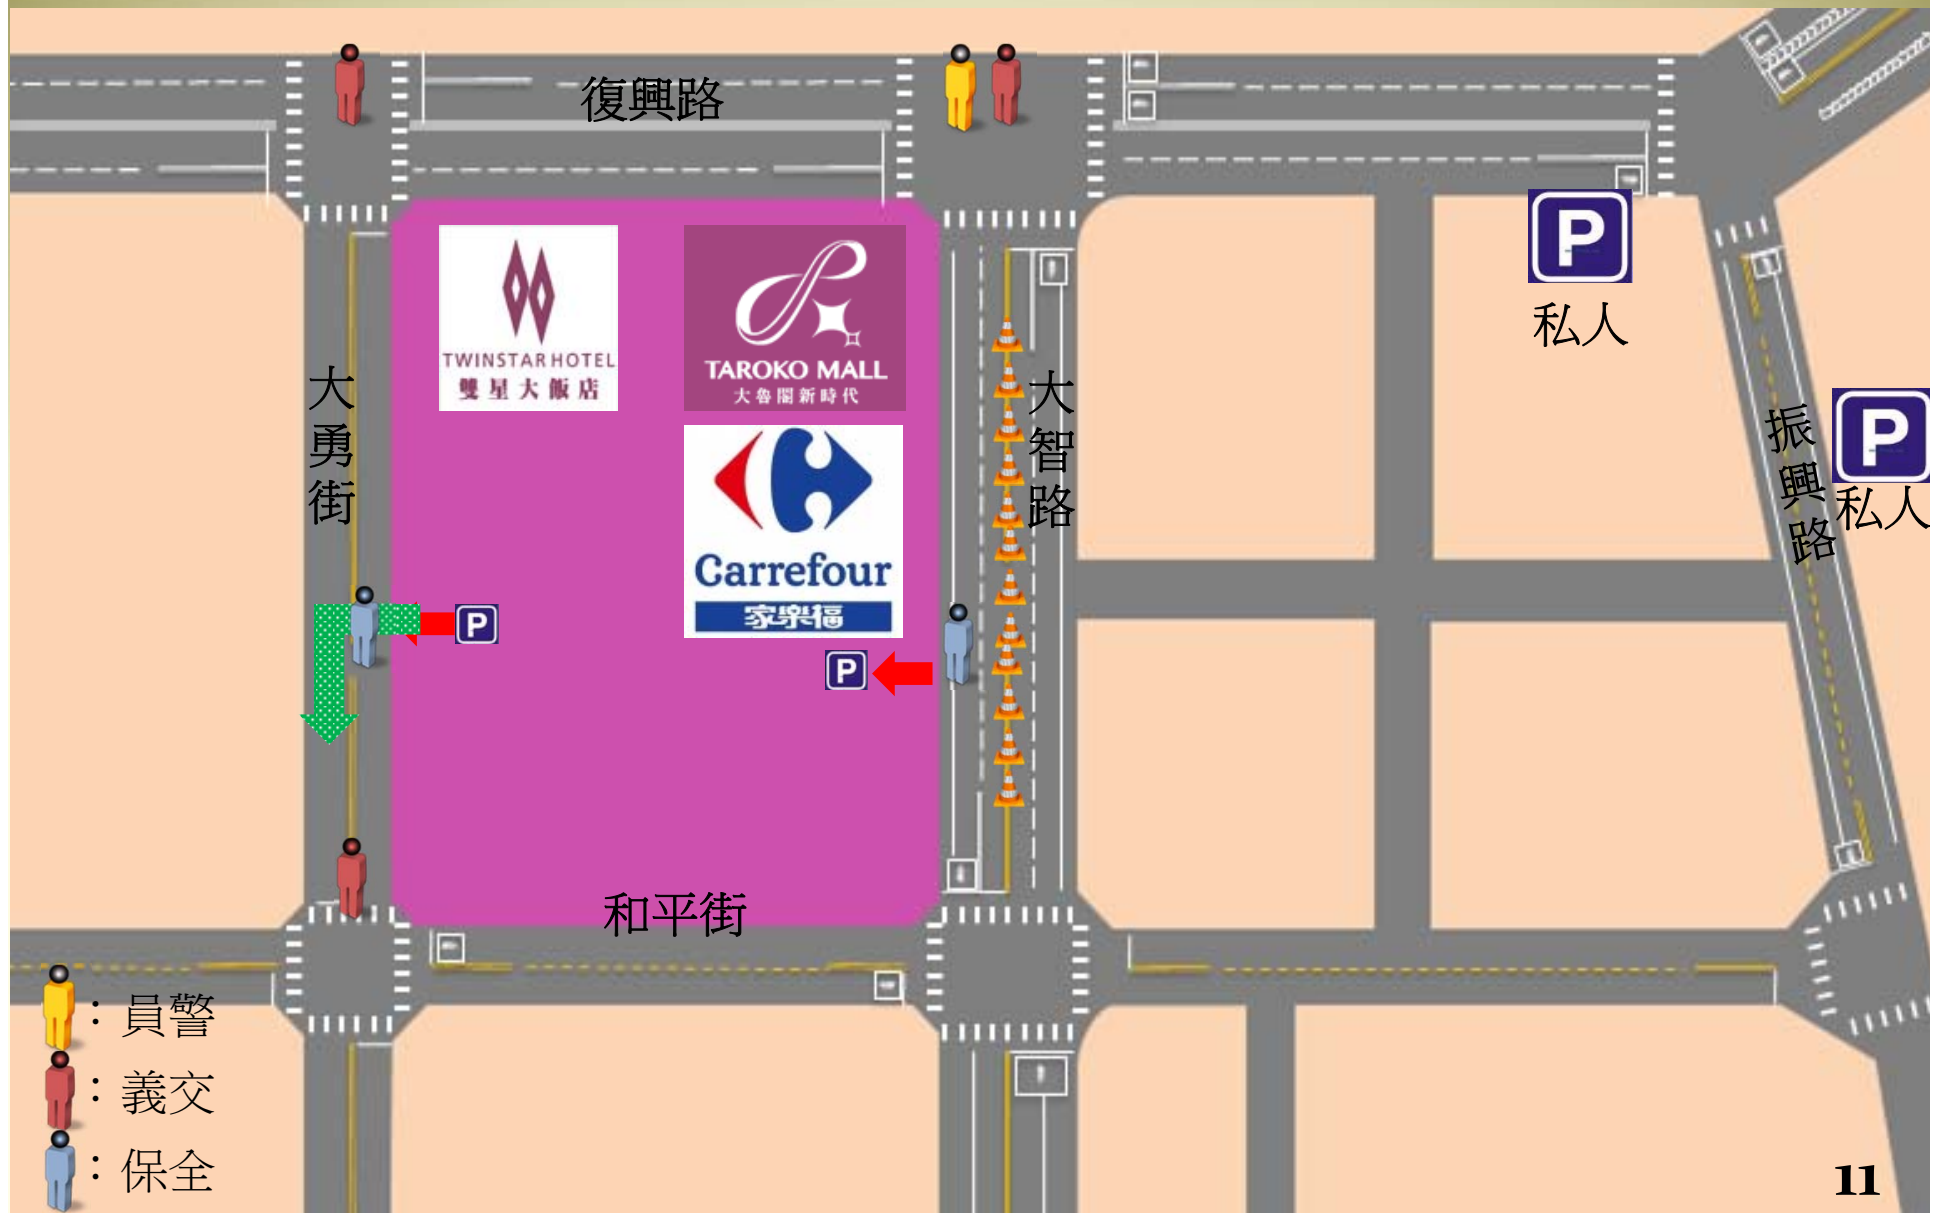 復興路
TWINSTAR HOTEL
雙星大飯店
TAROKO MALL
大魯閣新時代
P
私人
大勇街
大智路
振興路
P
私人
Carrefour
家樂福
P
P
和平街
：員警
：義交
：保全
11